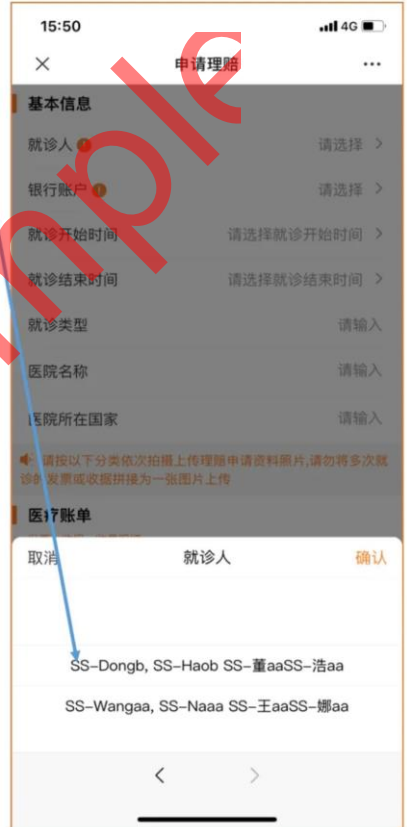 15:50
4G
申请理赔
基本信息
就诊人
请选择
银行账户
请选择
就诊开始时间
请选择就诊开始时间
就诊结束时间
请选择就诊结束时间
就诊类型
请输入
医院名称
请输入
医院所在国家
请输入
请按以下分类依次拍摄上传理赔申请资料照片,请勿将多次就
诊的发票或收据拼接为一张图片上传
医疗账单
取消
就诊人
确认
SS-Dongb, SS-Haob SS-董aaSS-浩aa
SS-Wangaa, SS-Naaa SS-王aaSS-娜aa